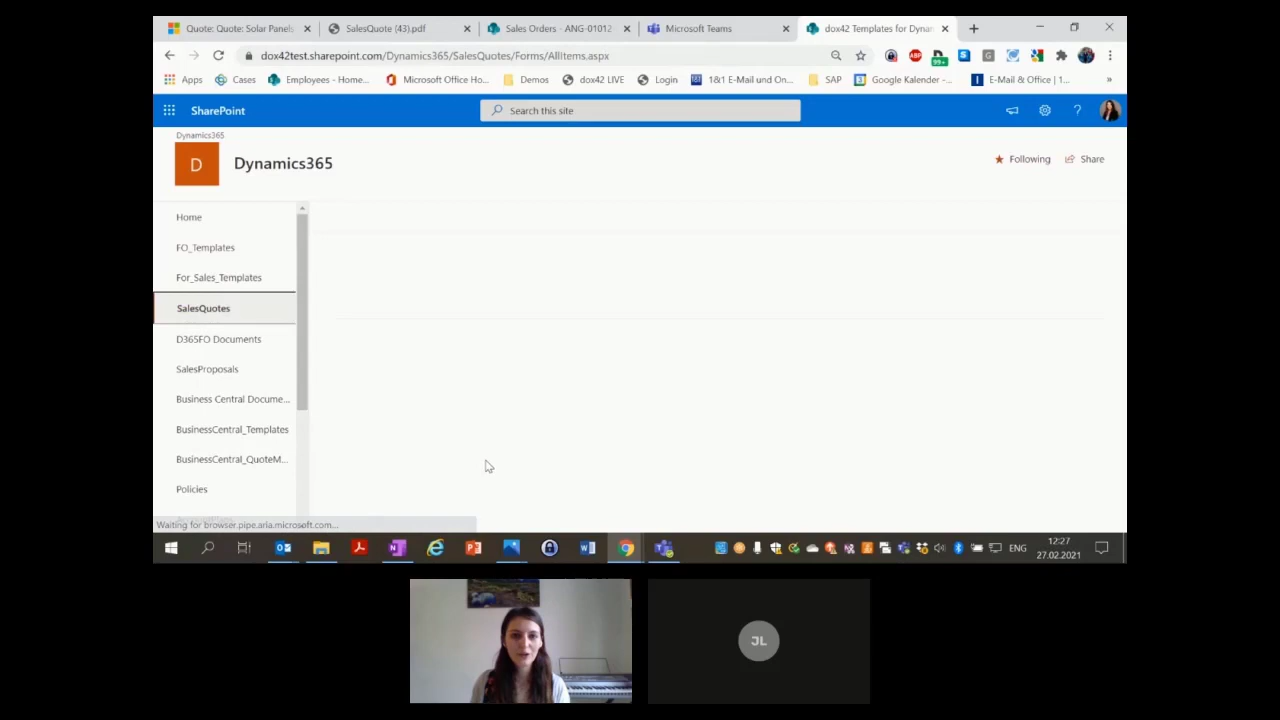 Quote: Quote: Solar Panels
SalesQuote (43).pdf
Sales Orders - ANG-01012
Microsoft Teams
dox42 Templates for Dynam
dox42test.sharepoint.com/Dynamics365/SalesQuotes/Forms/AllItems.aspx
ABP
99+
Apps
Cases
Employees - Home...
Microsoft Office Ho...
Demos
dox42 LIVE
Login
1&1 E-Mail und On...
SAP
Google Kalender -...
E-Mail & Office | 1...
SharePoint
Search this site
Dynamics365
D
Dynamics365
Following
Share
Home
FO_Templates
For_Sales_Templates
SalesQuotes
D365FO Documents
SalesProposals
Business Central Docume...
BusinessCentral_Templates
BusinessCentral_QuoteM...
Policies
Waiting for browser.pipe.aria.microsoft.com...
ENG
12:27
27.02.2021
JL